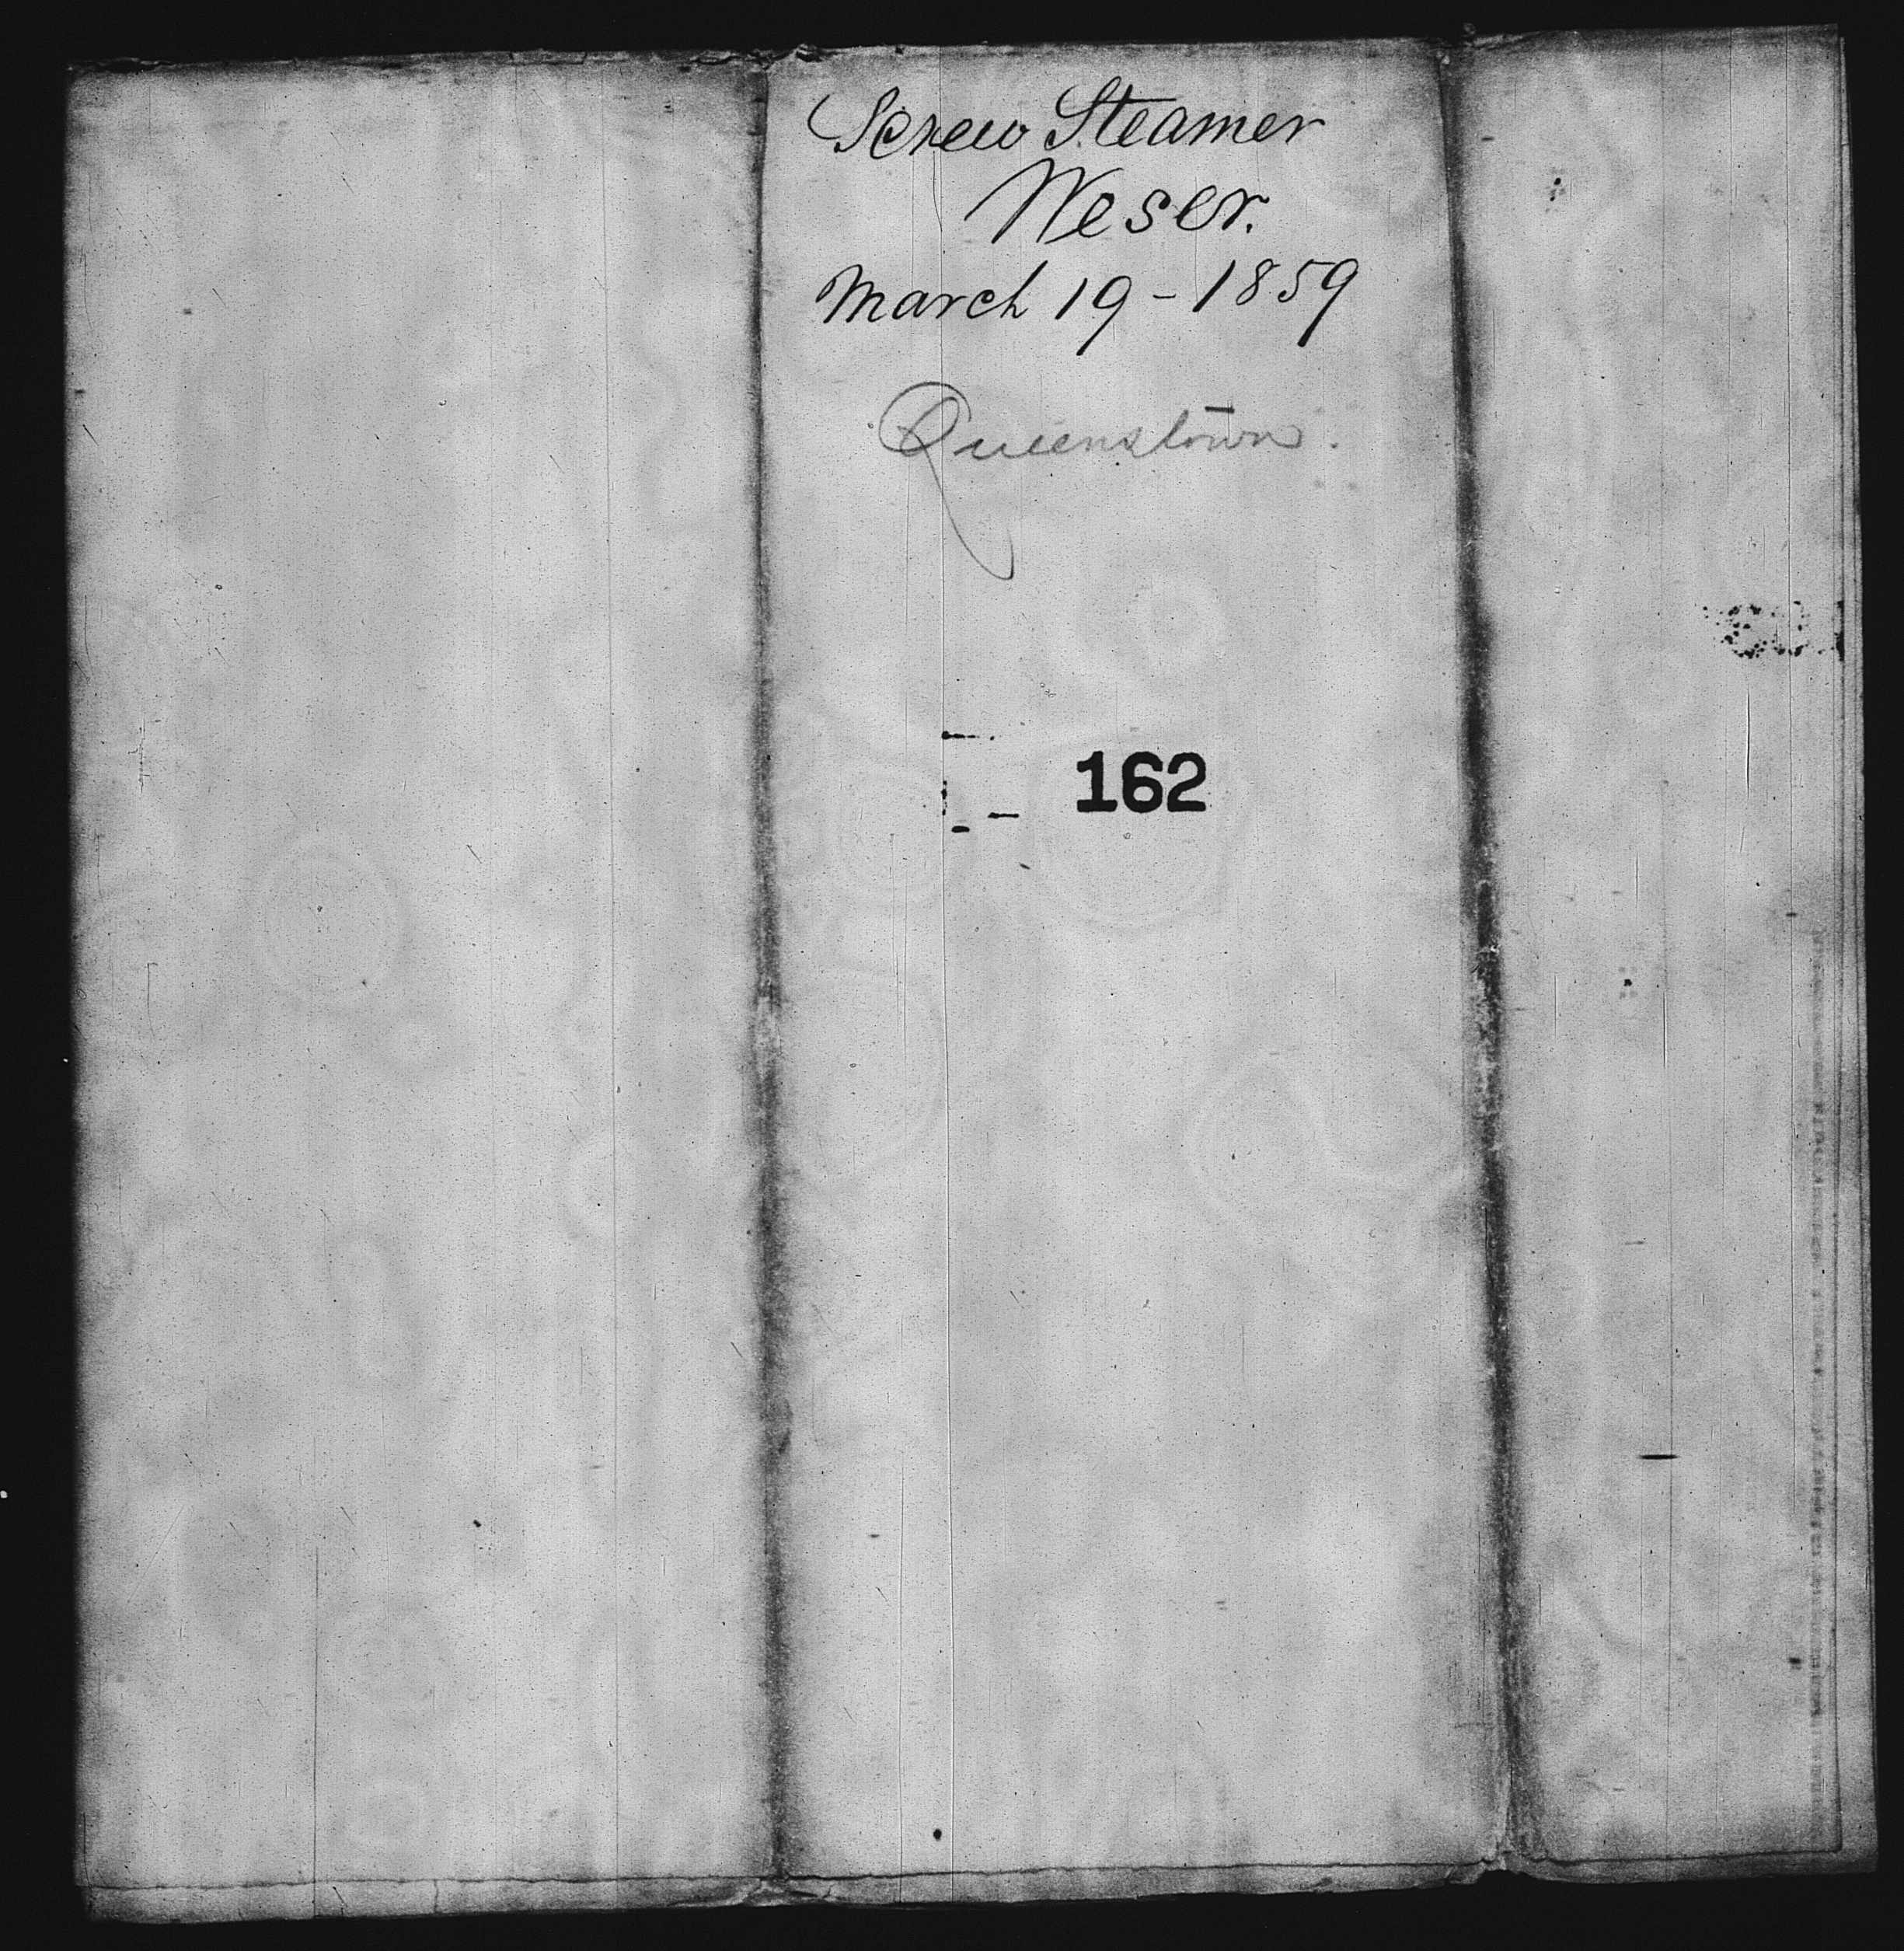 Screw Steamer
Weser.
March 19 - 1859
Queenstown.
162